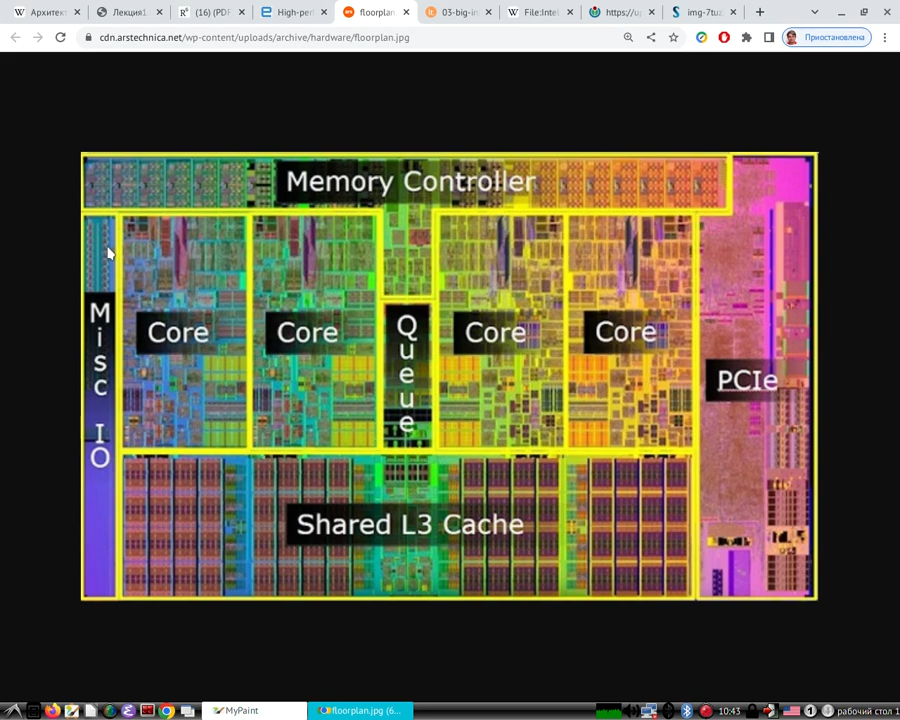 Архитект
Лекция1
(16) (PDF
High-per
floorplan
03-big-in
File:Intel
https://u
img-7tuz
cdn.arstechnica.net/wp-content/uploads/archive/hardware/floorplan.jpg
Приостановлена
Memory Controller
Misc IO
Core
Core
Queue
Core
Core
PCIe
Shared L3 Cache
MyPaint
floorplan.jpg (6...
10:43
1
рабочий стол 1